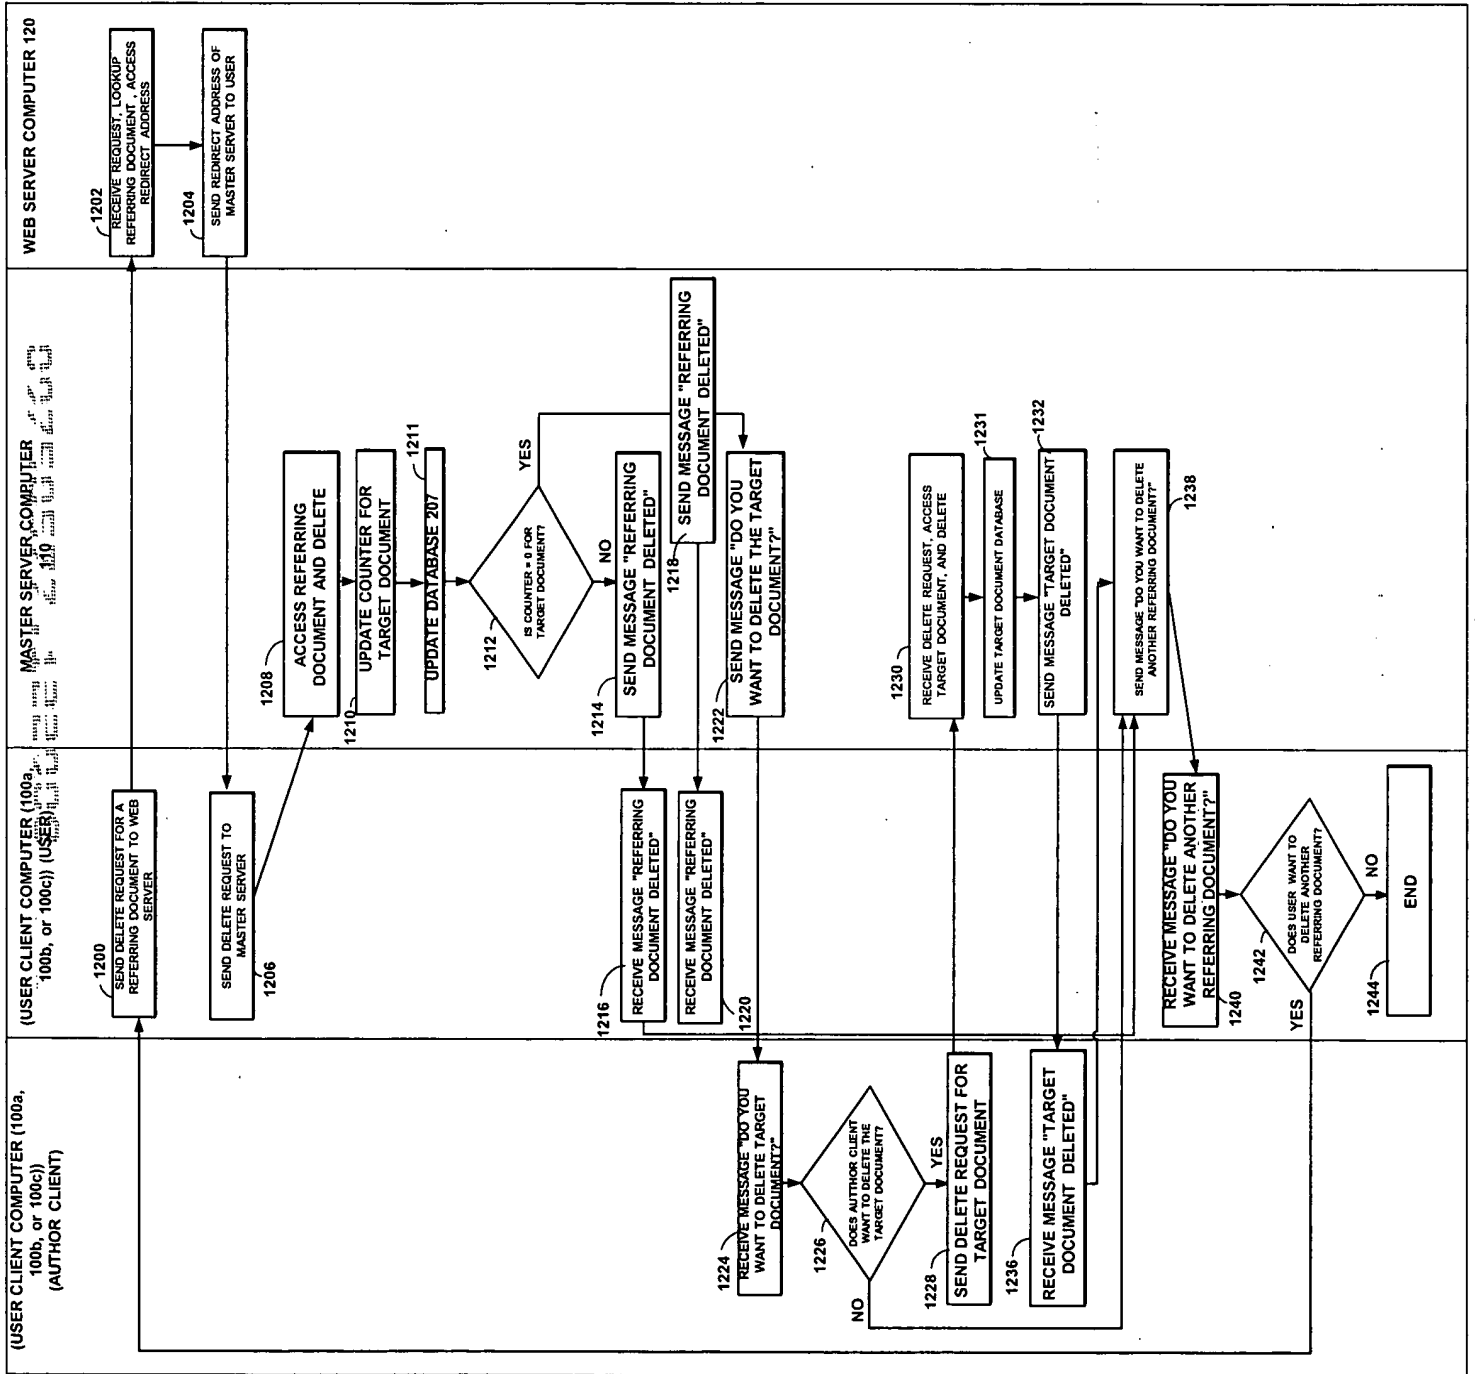 (USER CLIENT COMPUTER (100a,
100b, or 100c))
(AUTHOR CLIENT)
(USER CLIENT COMPUTER (100a,
100b, or 100c)) (USER)
MASTER SERVER COMPUTER
110
WEB SERVER COMPUTER 120
1200
SEND DELETE REQUEST FOR A
REFERRING DOCUMENT TO WEB
SERVER
1202
RECEIVE REQUEST, LOOKUP
REFERRING DOCUMENT , ACCESS
REDIRECT ADDRESS
1204
SEND REDIRECT ADDRESS OF
MASTER SERVER TO USER
SEND DELETE REQUEST TO
MASTER SERVER
1206
1208
ACCESS REFERRING
DOCUMENT AND DELETE
1210
UPDATE COUNTER FOR
TARGET DOCUMENT
1211
UPDATE DATABASE 207
1212
IS COUNTER = 0 FOR
TARGET DOCUMENT?
YES
NO
1214
SEND MESSAGE "REFERRING
DOCUMENT DELETED"
1216
RECEIVE MESSAGE "REFERRING
DOCUMENT DELETED"
1218
SEND MESSAGE "REFERRING
DOCUMENT DELETED"
RECEIVE MESSAGE "REFERRING
DOCUMENT DELETED"
1220
1222
SEND MESSAGE "DO YOU
WANT TO DELETE THE TARGET
DOCUMENT?"
1224
RECEIVE MESSAGE "DO YOU
WANT TO DELETE TARGET
DOCUMENT?"
1226
DOES AUTTHOR CLIENT
WANT TO DELETE THE
TARGET DOCUMENT?
NO
YES
1228
SEND DELETE REQUEST FOR
TARGET DOCUMENT
1230
RECEIVE DELETE REQUEST, ACCESS
TARGET DOCUMENT, AND DELETE
1231
UPDATE TARGET DOCUMENT DATABASE
1232
SEND MESSAGE "TARGET DOCUMENT
DELETED"
1236
RECEIVE MESSAGE "TARGET
DOCUMENT DELETED"
SEND MESSAGE "DO YOU WANT TO DELETE
ANOTHER REFERRING DOCUMENT?"
1238
RECEIVE MESSAGE "DO YOU
WANT TO DELETE ANOTHER
REFERRING DOCUMENT?"
1240
1242
DOES USER WANT TO
DELETE ANOTHER
REFERRING DOCUMENT?
YES
NO
1244
END